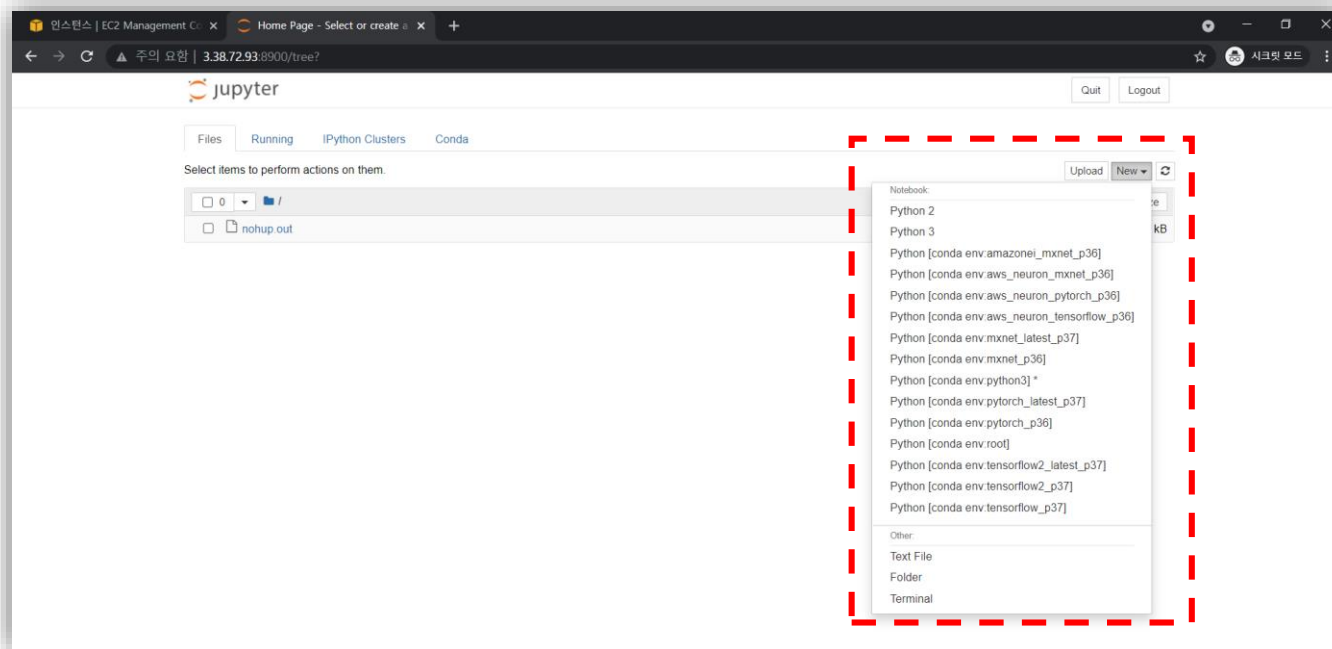 인스턴스 | EC2 Management Co
Home Page - Select or create a
주의 요함 | 3.38.72.93:8900/tree?
시크릿 모드
jupyter
Quit
Logout
Files
Running
IPython Clusters
Conda
Select items to perform actions on them.
Upload
New
0
/
nohup.out
kB
Notebook:
Python 2
Python 3
Python [conda env:amazonei_mxnet_p36]
Python [conda env:aws_neuron_mxnet_p36]
Python [conda env:aws_neuron_pytorch_p36]
Python [conda env:aws_neuron_tensorflow_p36]
Python [conda env:mxnet_latest_p37]
Python [conda env:mxnet_p36]
Python [conda env:python3] *
Python [conda env:pytorch_latest_p37]
Python [conda env:pytorch_p36]
Python [conda env:root]
Python [conda env:tensorflow2_latest_p37]
Python [conda env:tensorflow2_p37]
Python [conda env:tensorflow_p37]
Other:
Text File
Folder
Terminal